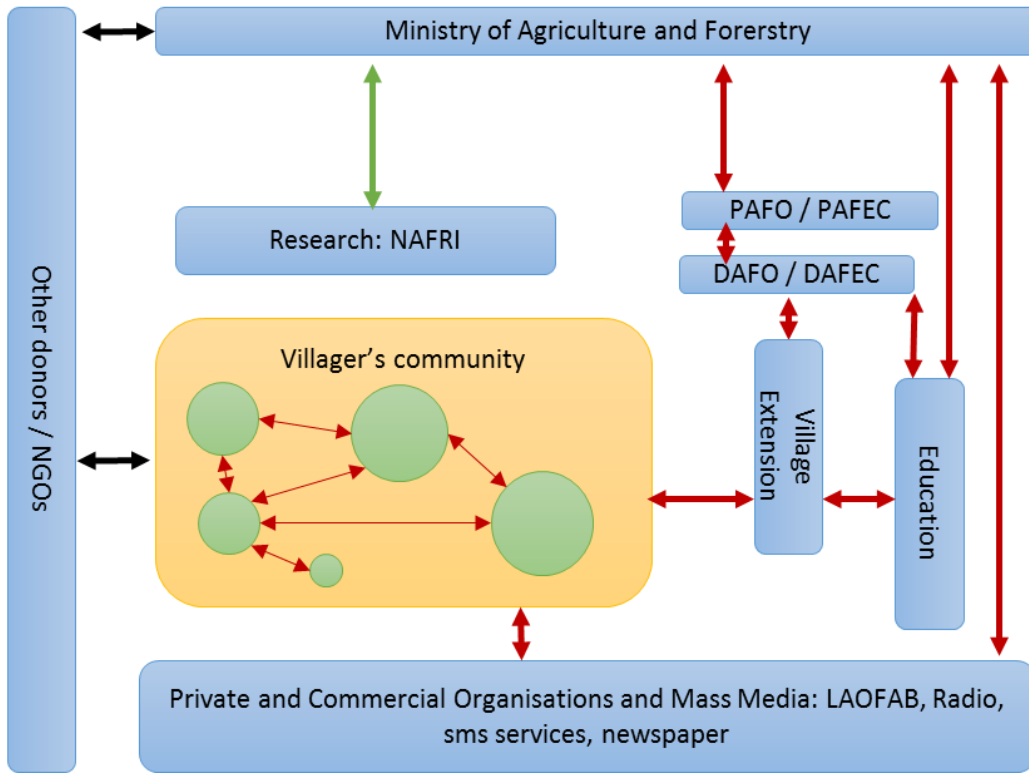 Ministry of Agriculture and Forerstry
Other donors / NGOs
PAFO / PAFEC
Research: NAFRI
DAFO / DAFEC
Villager's community
Village
Extension
Education
Private and Commercial Organisations and Mass Media: LAOFAB, Radio,
sms services, newspaper